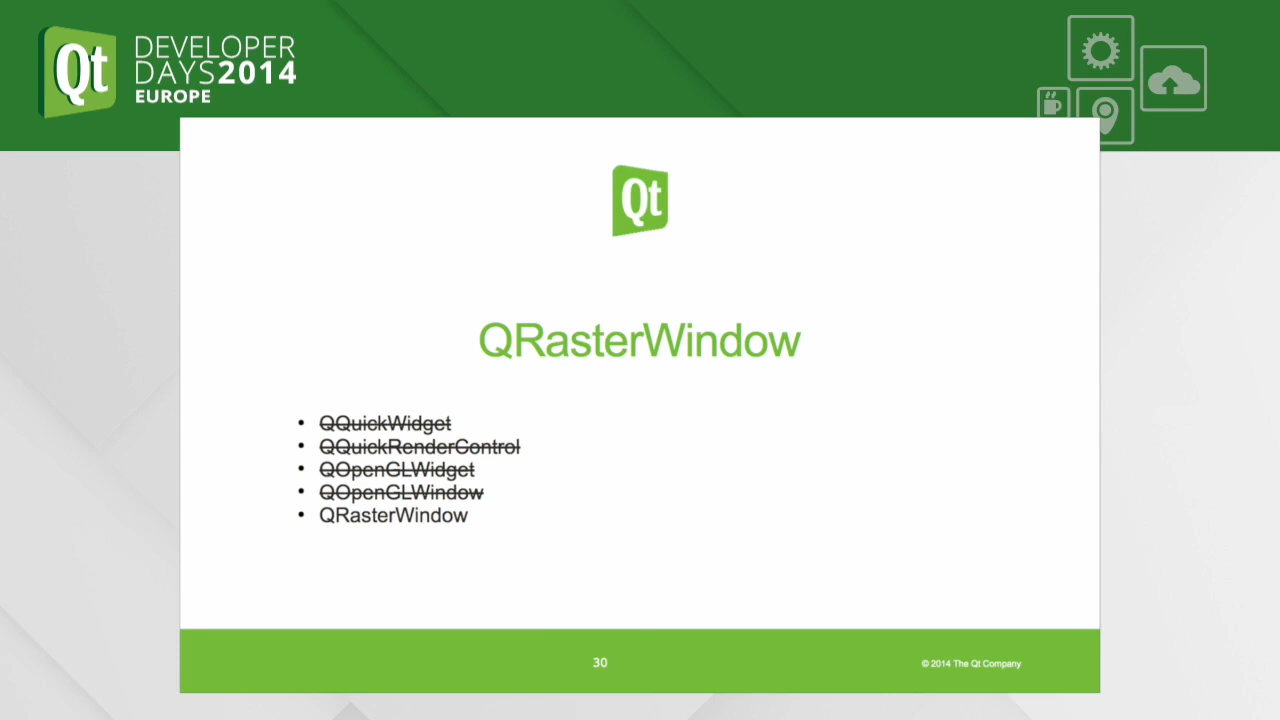 Qt DEVELOPER
DAYS2014
EUROPE
Qt
QRasterWindow
• QQuickWidget
• QQuickRenderControl
• QOpenGLWidget
• QOpenGLWindow
• QRasterWindow
30
© 2014 The Qt Company